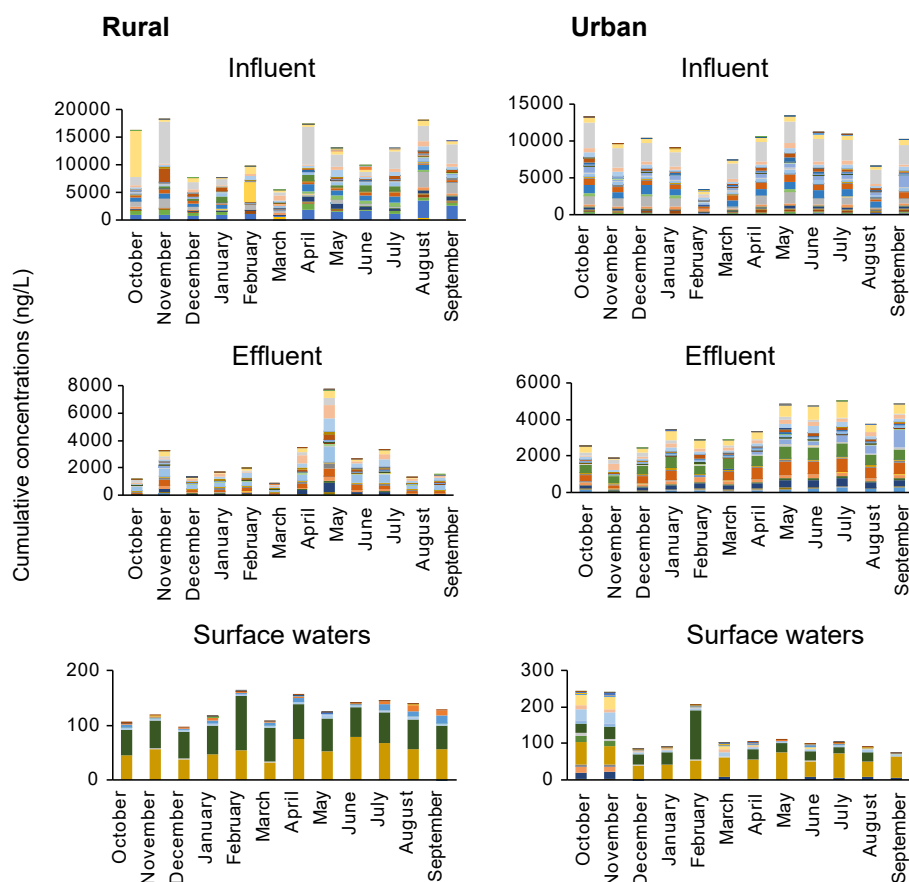 Rural
Urban
Influent
Influent
Cumulative concentrations (ng/L)
20000
15000
10000
5000
0
October
November
December
January
February
March
April
May
June
July
August
September
15000
10000
5000
0
October
November
December
January
February
March
April
May
June
July
August
September
Effluent
Effluent
8000
6000
4000
2000
0
October
November
December
January
February
March
April
May
June
July
August
September
6000
4000
2000
0
October
November
December
January
February
March
April
May
June
July
August
September
Surface waters
Surface waters
200
100
0
October
November
December
January
February
March
April
May
June
July
August
September
300
200
100
0
October
November
December
January
February
March
April
May
June
July
August
September